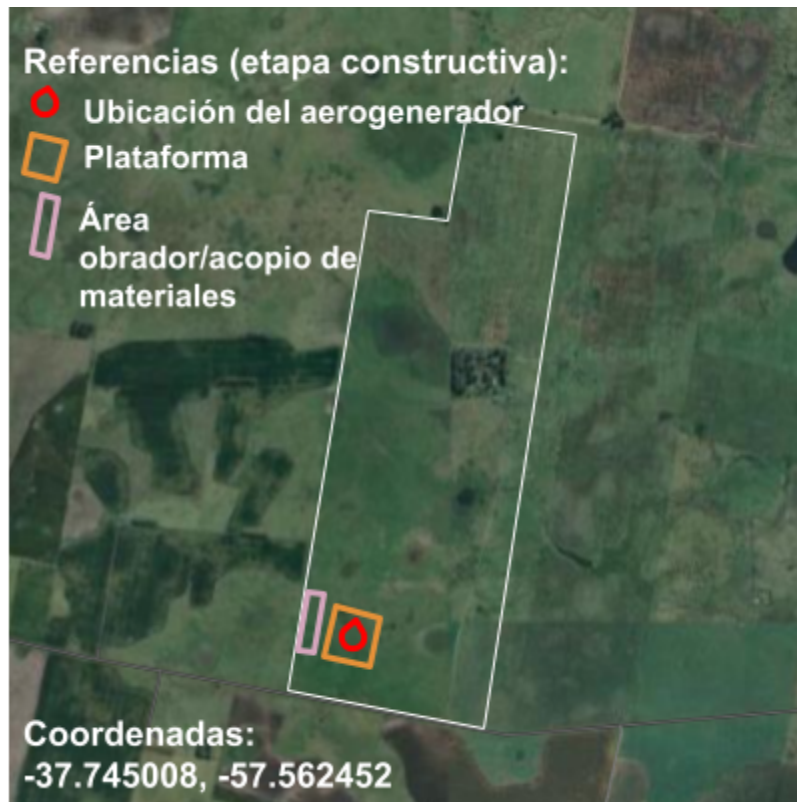 Referencias (etapa constructiva):
Ubicación del aerogenerador
Plataforma
Área
obrador/acopio de
materiales
Coordenadas:
-37.745008, -57.562452